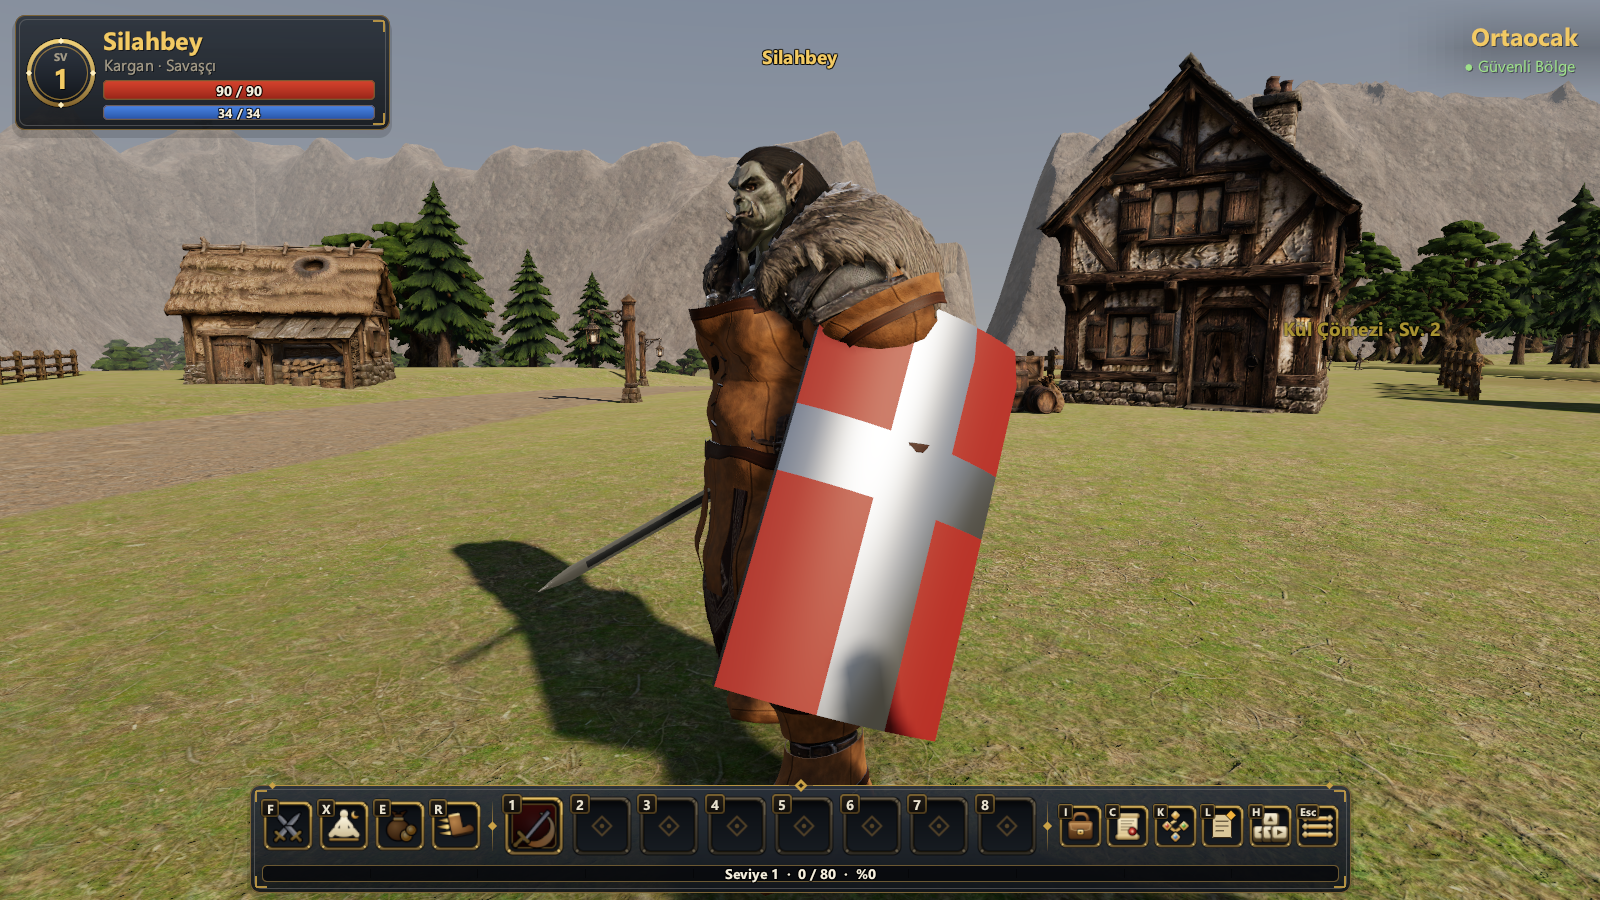 SV
1
Silahbey
Kargan · Savaşçı
90 / 90
34 / 34
Silahbey
Ortaocak
Güvenli Bölge
Kül Çömezi · Sv. 2
F
X
E
R
1
2
3
4
5
6
7
8
I
C
K
L
H
Esc
Seviye 1 · 0 / 80 · %0